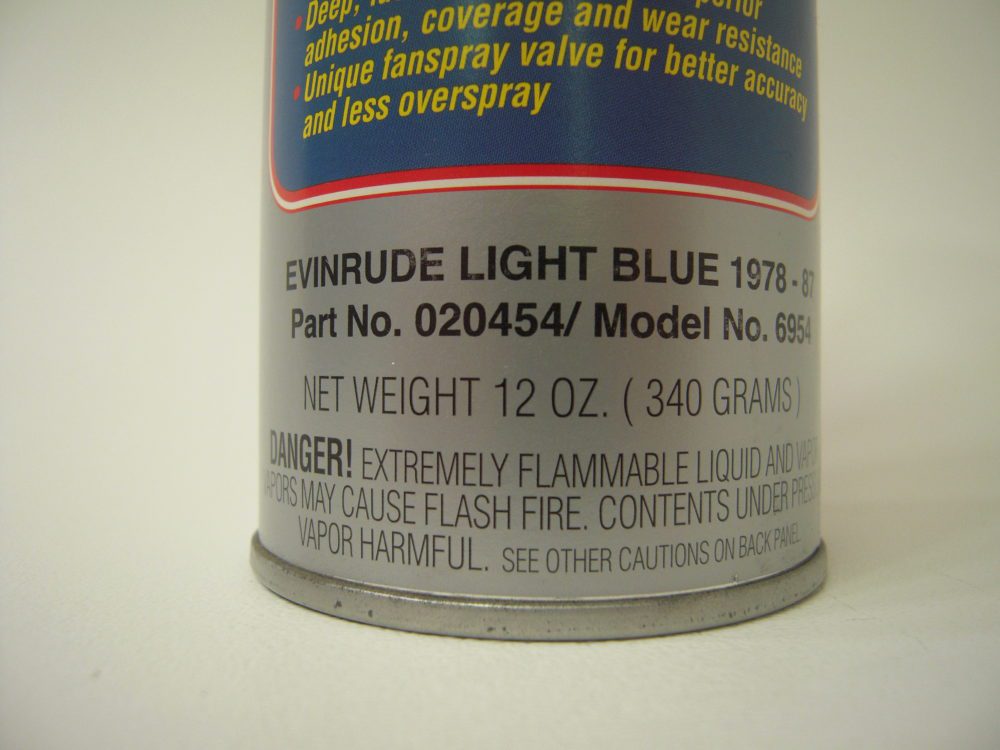 • Deep,
adhesion, coverage and wear resistance
• Unique fanspray valve for better accuracy
and less overspray
EVINRUDE LIGHT BLUE 1978 - 87
Part No. 020454/ Model No. 6954
NET WEIGHT 12 OZ. ( 340 GRAMS )
DANGER! EXTREMELY FLAMMABLE LIQUID AND
MAY CAUSE FLASH FIRE. CONTENTS UNDER
VAPOR HARMFUL. SEE OTHER CAUTIONS ON BACK PANEL.